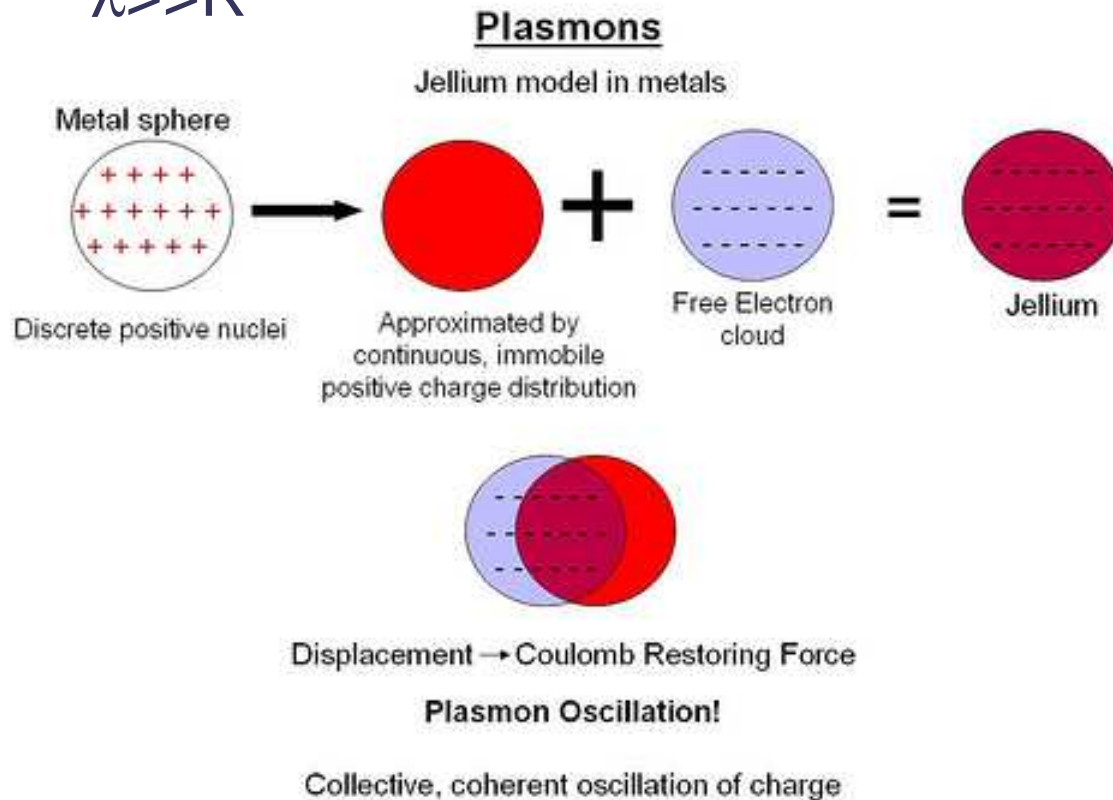 λ>>R
Plasmons
Jellium model in metals
Metal sphere
+ + + +
+ + + + + +
+ + + + +
+
- - - - - -
- - - - - - -
- - - - - -
=
- - - - - -
- - - - - - -
- - - - - -
Discrete positive nuclei
Approximated by
continuous, immobile
positive charge distribution
Free Electron
cloud
Jellium
- - - - - -
- - - - - - -
- - - - - -
Displacement → Coulomb Restoring Force
Plasmon Oscillation!
Collective, coherent oscillation of charge